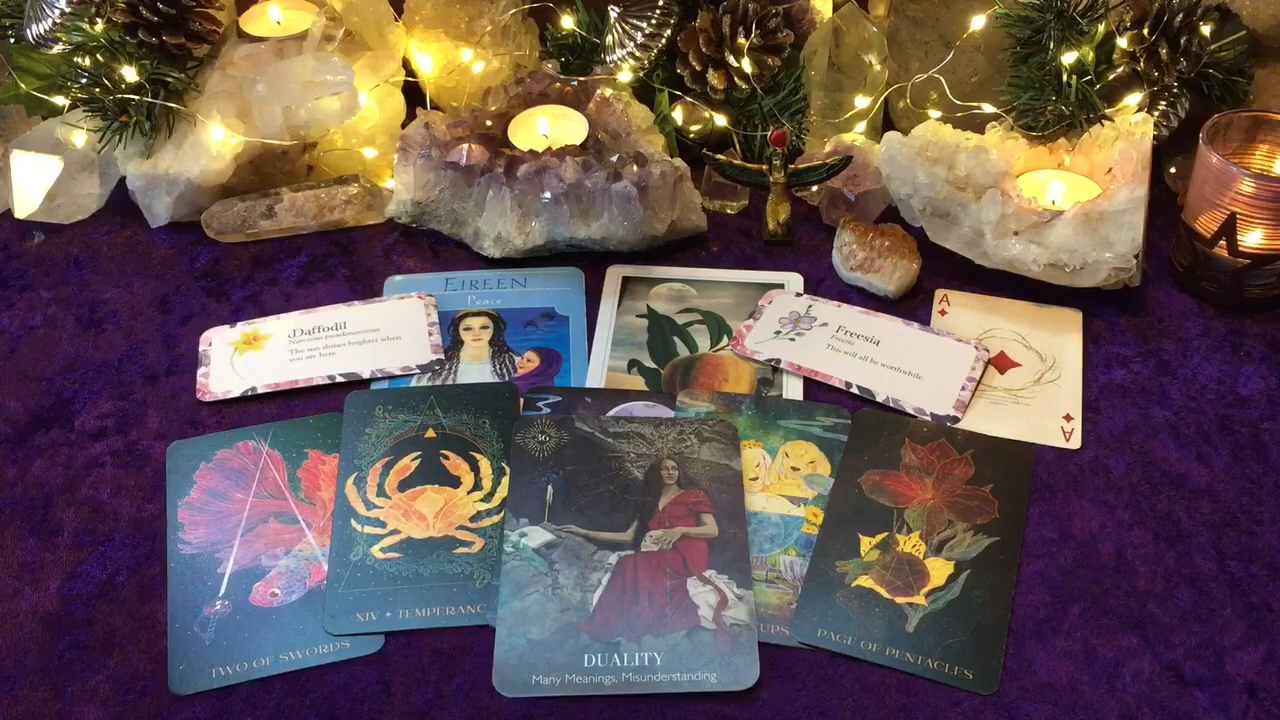 EIREEN
Peace
Daffodil
Narcissus pseudonarcissus
The sun shines brighter when
you are here.
Freesia
Freesia
This will all be worthwhile.
A
A
36
TWO OF SWORDS
XIV + TEMPERANC
DUALITY
Many Meanings, Misunderstanding
CUPS
PAGE OF PENTACLES